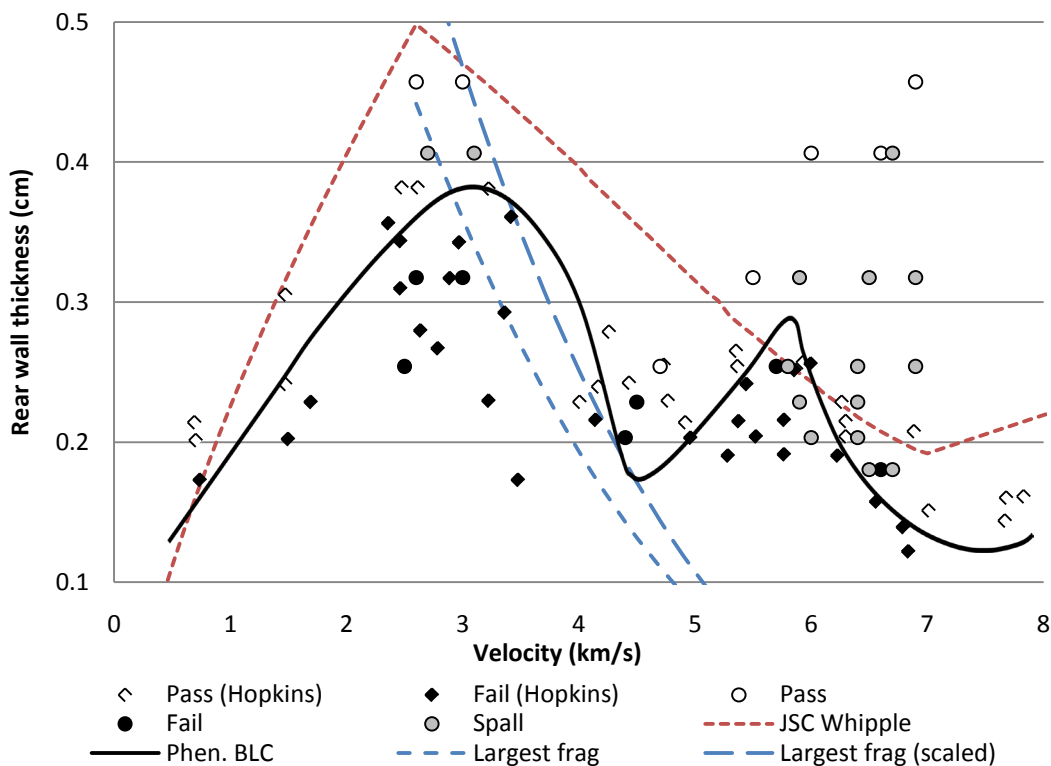 0.5
0.4
0.3
0.2
0.1
Rear wall thickness (cm)
0 1 2 3 4 5 6 7 8
Velocity (km/s)
Pass (Hopkins) Fail (Hopkins) Pass
Fail Spall JSC Whipple
Phen. BLC Largest frag Largest frag (scaled)